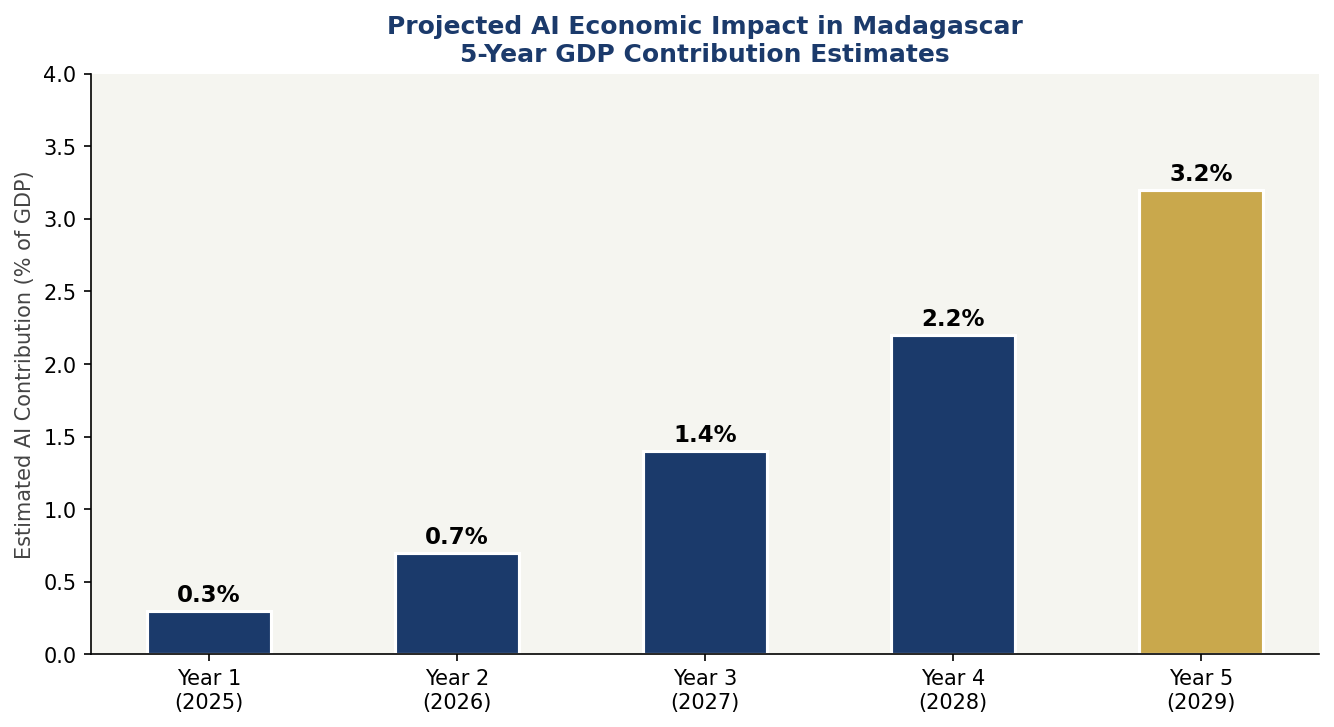 Projected AI Economic Impact in Madagascar
5-Year GDP Contribution Estimates
Estimated AI Contribution (% of GDP)
4.0
3.5
3.0
2.5
2.0
1.5
1.0
0.5
0.0
0.3%
0.7%
1.4%
2.2%
3.2%
Year 1
(2025)
Year 2
(2026)
Year 3
(2027)
Year 4
(2028)
Year 5
(2029)